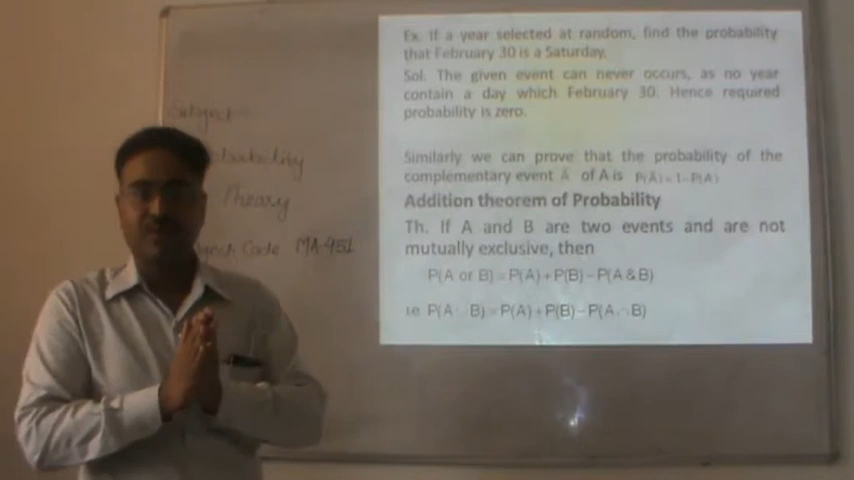 Ex. If a year selected at random, find the probability
that February 30 is a Saturday.
Sol. The given event can never occurs, as no year
contain a day which February 30. Hence required
probability is zero.
Similarly we can prove that the probability of the
complementary event Ā of A is P(Ā) = 1 - P(A)
Addition theorem of Probability
Th. If A and B are two events and are not
mutually exclusive, then
P(A or B) = P(A) + P(B) − P(A & B)
i.e P(A ∪ B) = P(A) + P(B) − P(A ∩ B)
Subject
Theory
Code MA-951